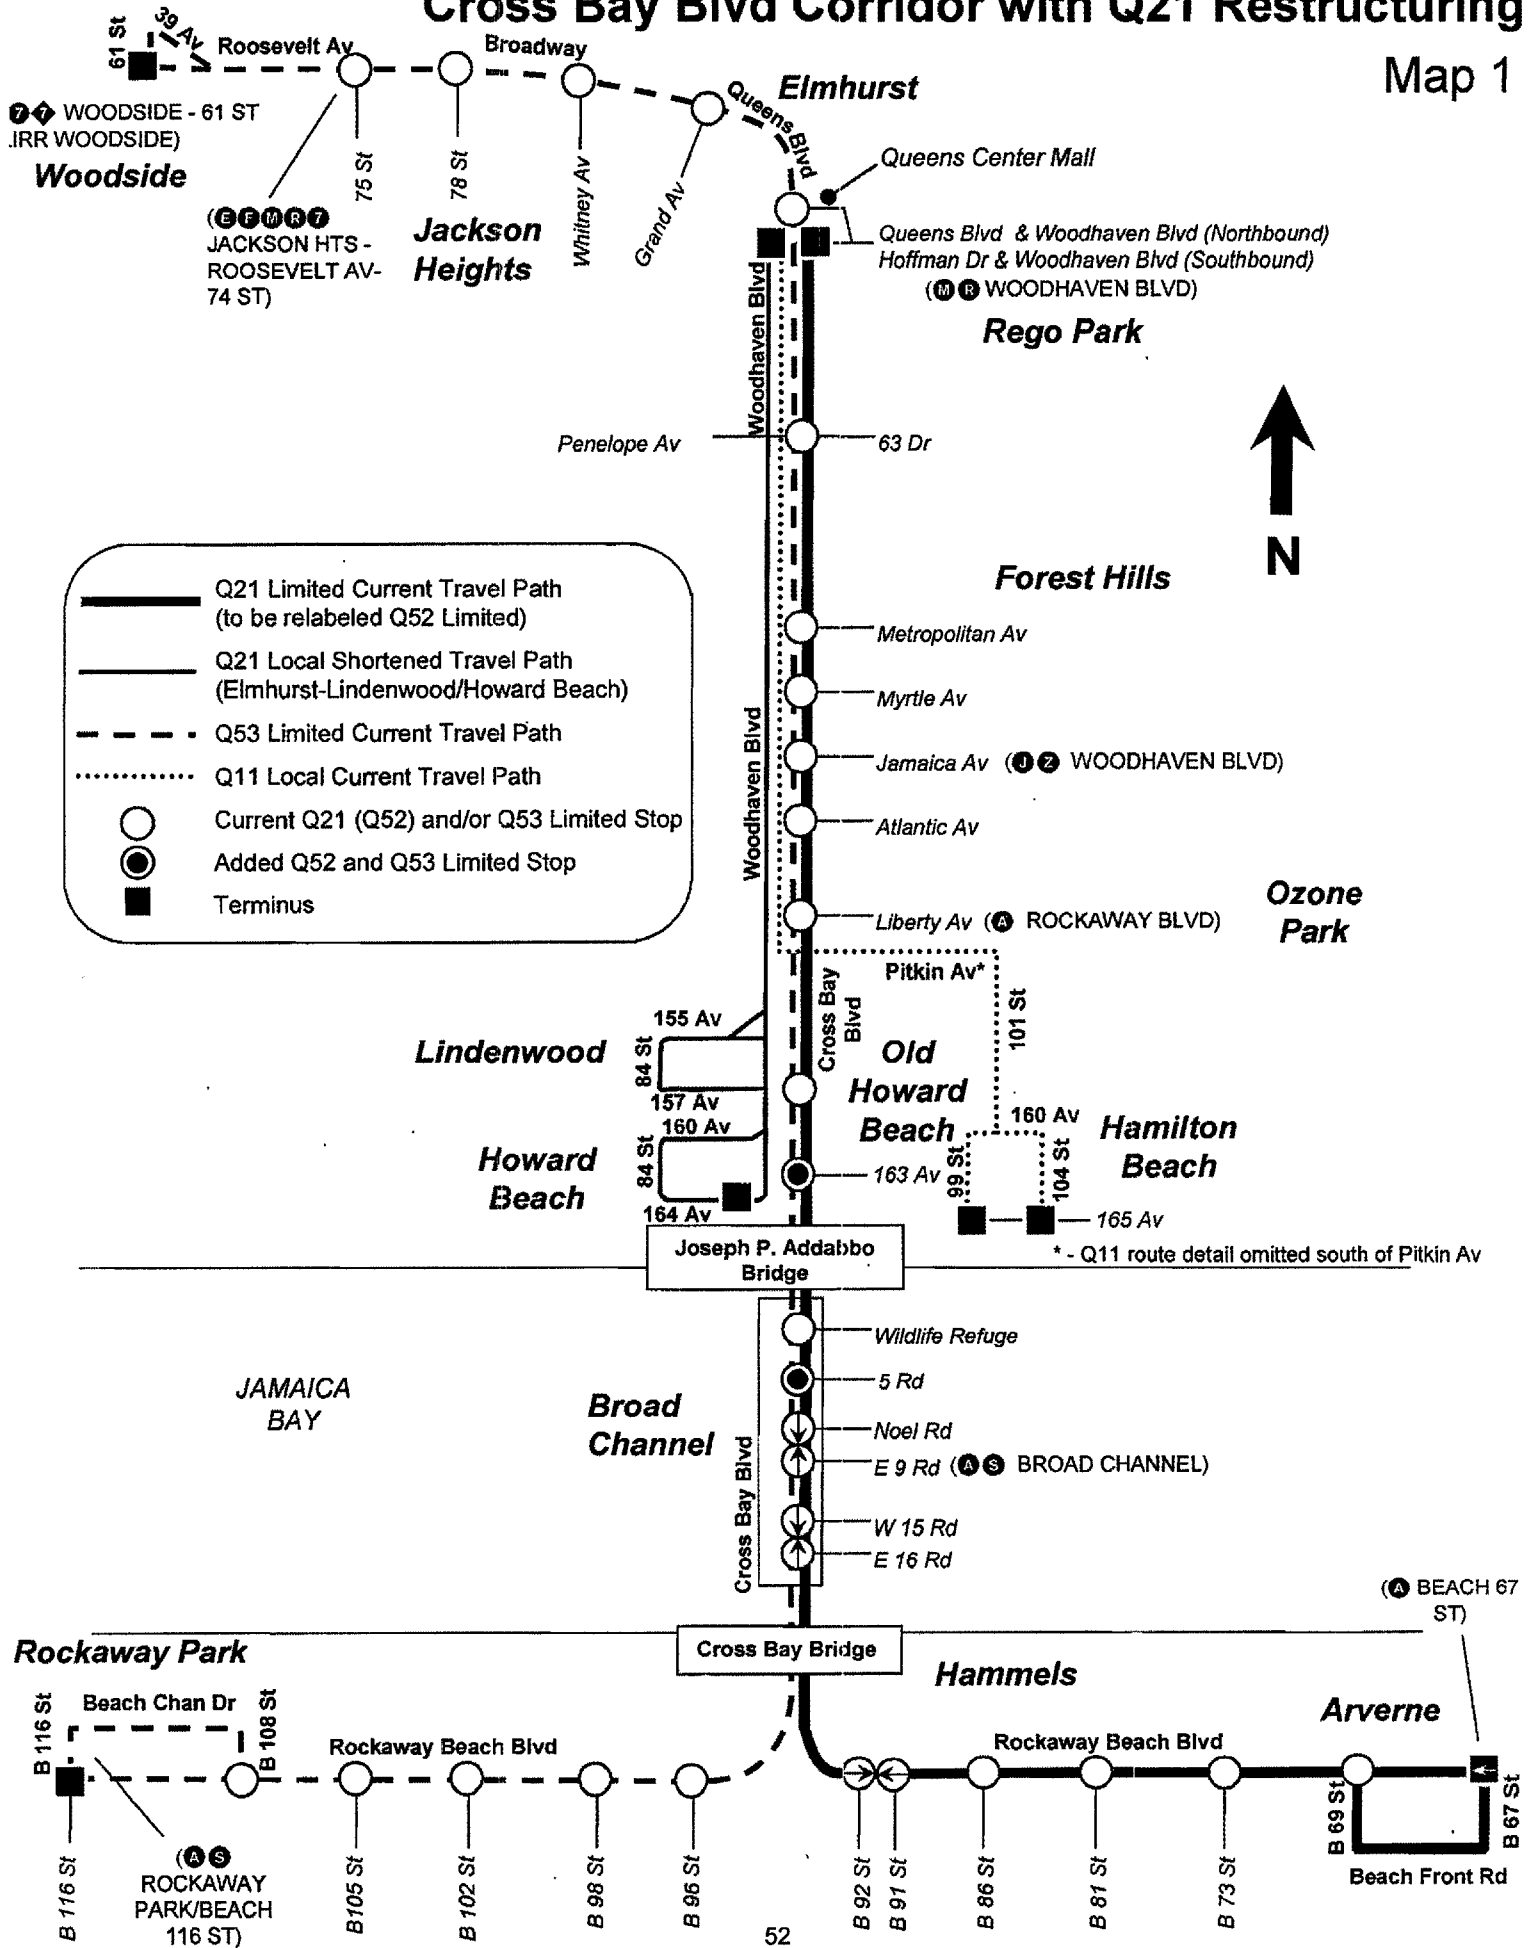 Cross Bay Blvd Corridor with Q21 Restructuring
Map 1
61 St
39 Av
Roosevelt Av
Broadway
Queens Blvd
Elmhurst
7 7 WOODSIDE - 61 ST
IRR WOODSIDE)
Woodside
75 St
78 St
Whitney Av
Grand Av
Queens Center Mall
(E F M R 7
JACKSON HTS -
ROOSEVELT AV-
74 ST)
Jackson
Heights
Queens Blvd & Woodhaven Blvd (Northbound)
Hoffman Dr & Woodhaven Blvd (Southbound)
(M R WOODHAVEN BLVD)
Rego Park
Woodhaven Blvd
Penelope Av
63 Dr
N
Forest Hills
Q21 Limited Current Travel Path
(to be relabeled Q52 Limited)
Q21 Local Shortened Travel Path
(Elmhurst-Lindenwood/Howard Beach)
Q53 Limited Current Travel Path
Q11 Local Current Travel Path
Current Q21 (Q52) and/or Q53 Limited Stop
Added Q52 and Q53 Limited Stop
Terminus
Metropolitan Av
Myrtle Av
Woodhaven Blvd
Jamaica Av (J Z WOODHAVEN BLVD)
Atlantic Av
Ozone
Park
Liberty Av (A ROCKAWAY BLVD)
Pitkin Av*
Cross Bay
Blvd
101 St
155 Av
Lindenwood
84 St
157 Av
Old
Howard
Beach
160 Av
84 St
Howard
Beach
164 Av
163 Av
160 Av
99 St
104 St
Hamilton
Beach
165 Av
Joseph P. Addabbo
Bridge
* - Q11 route detail omitted south of Pitkin Av
Wildlife Refuge
5 Rd
JAMAICA
BAY
Broad
Channel
Cross Bay Blvd
Noel Rd
E 9 Rd (A S BROAD CHANNEL)
W 15 Rd
E 16 Rd
(A BEACH 67
ST)
Rockaway Park
Cross Bay Bridge
Hammels
Arverne
B 116 St
Beach Chan Dr
B 108 St
Rockaway Beach Blvd
Rockaway Beach Blvd
B 69 St
B 67 St
Beach Front Rd
B 116 St
(A S
ROCKAWAY
PARK/BEACH
116 ST)
B105 St
B 102 St
B 98 St
B 96 St
B 92 St
B 91 St
B 86 St
B 81 St
B 73 St
52